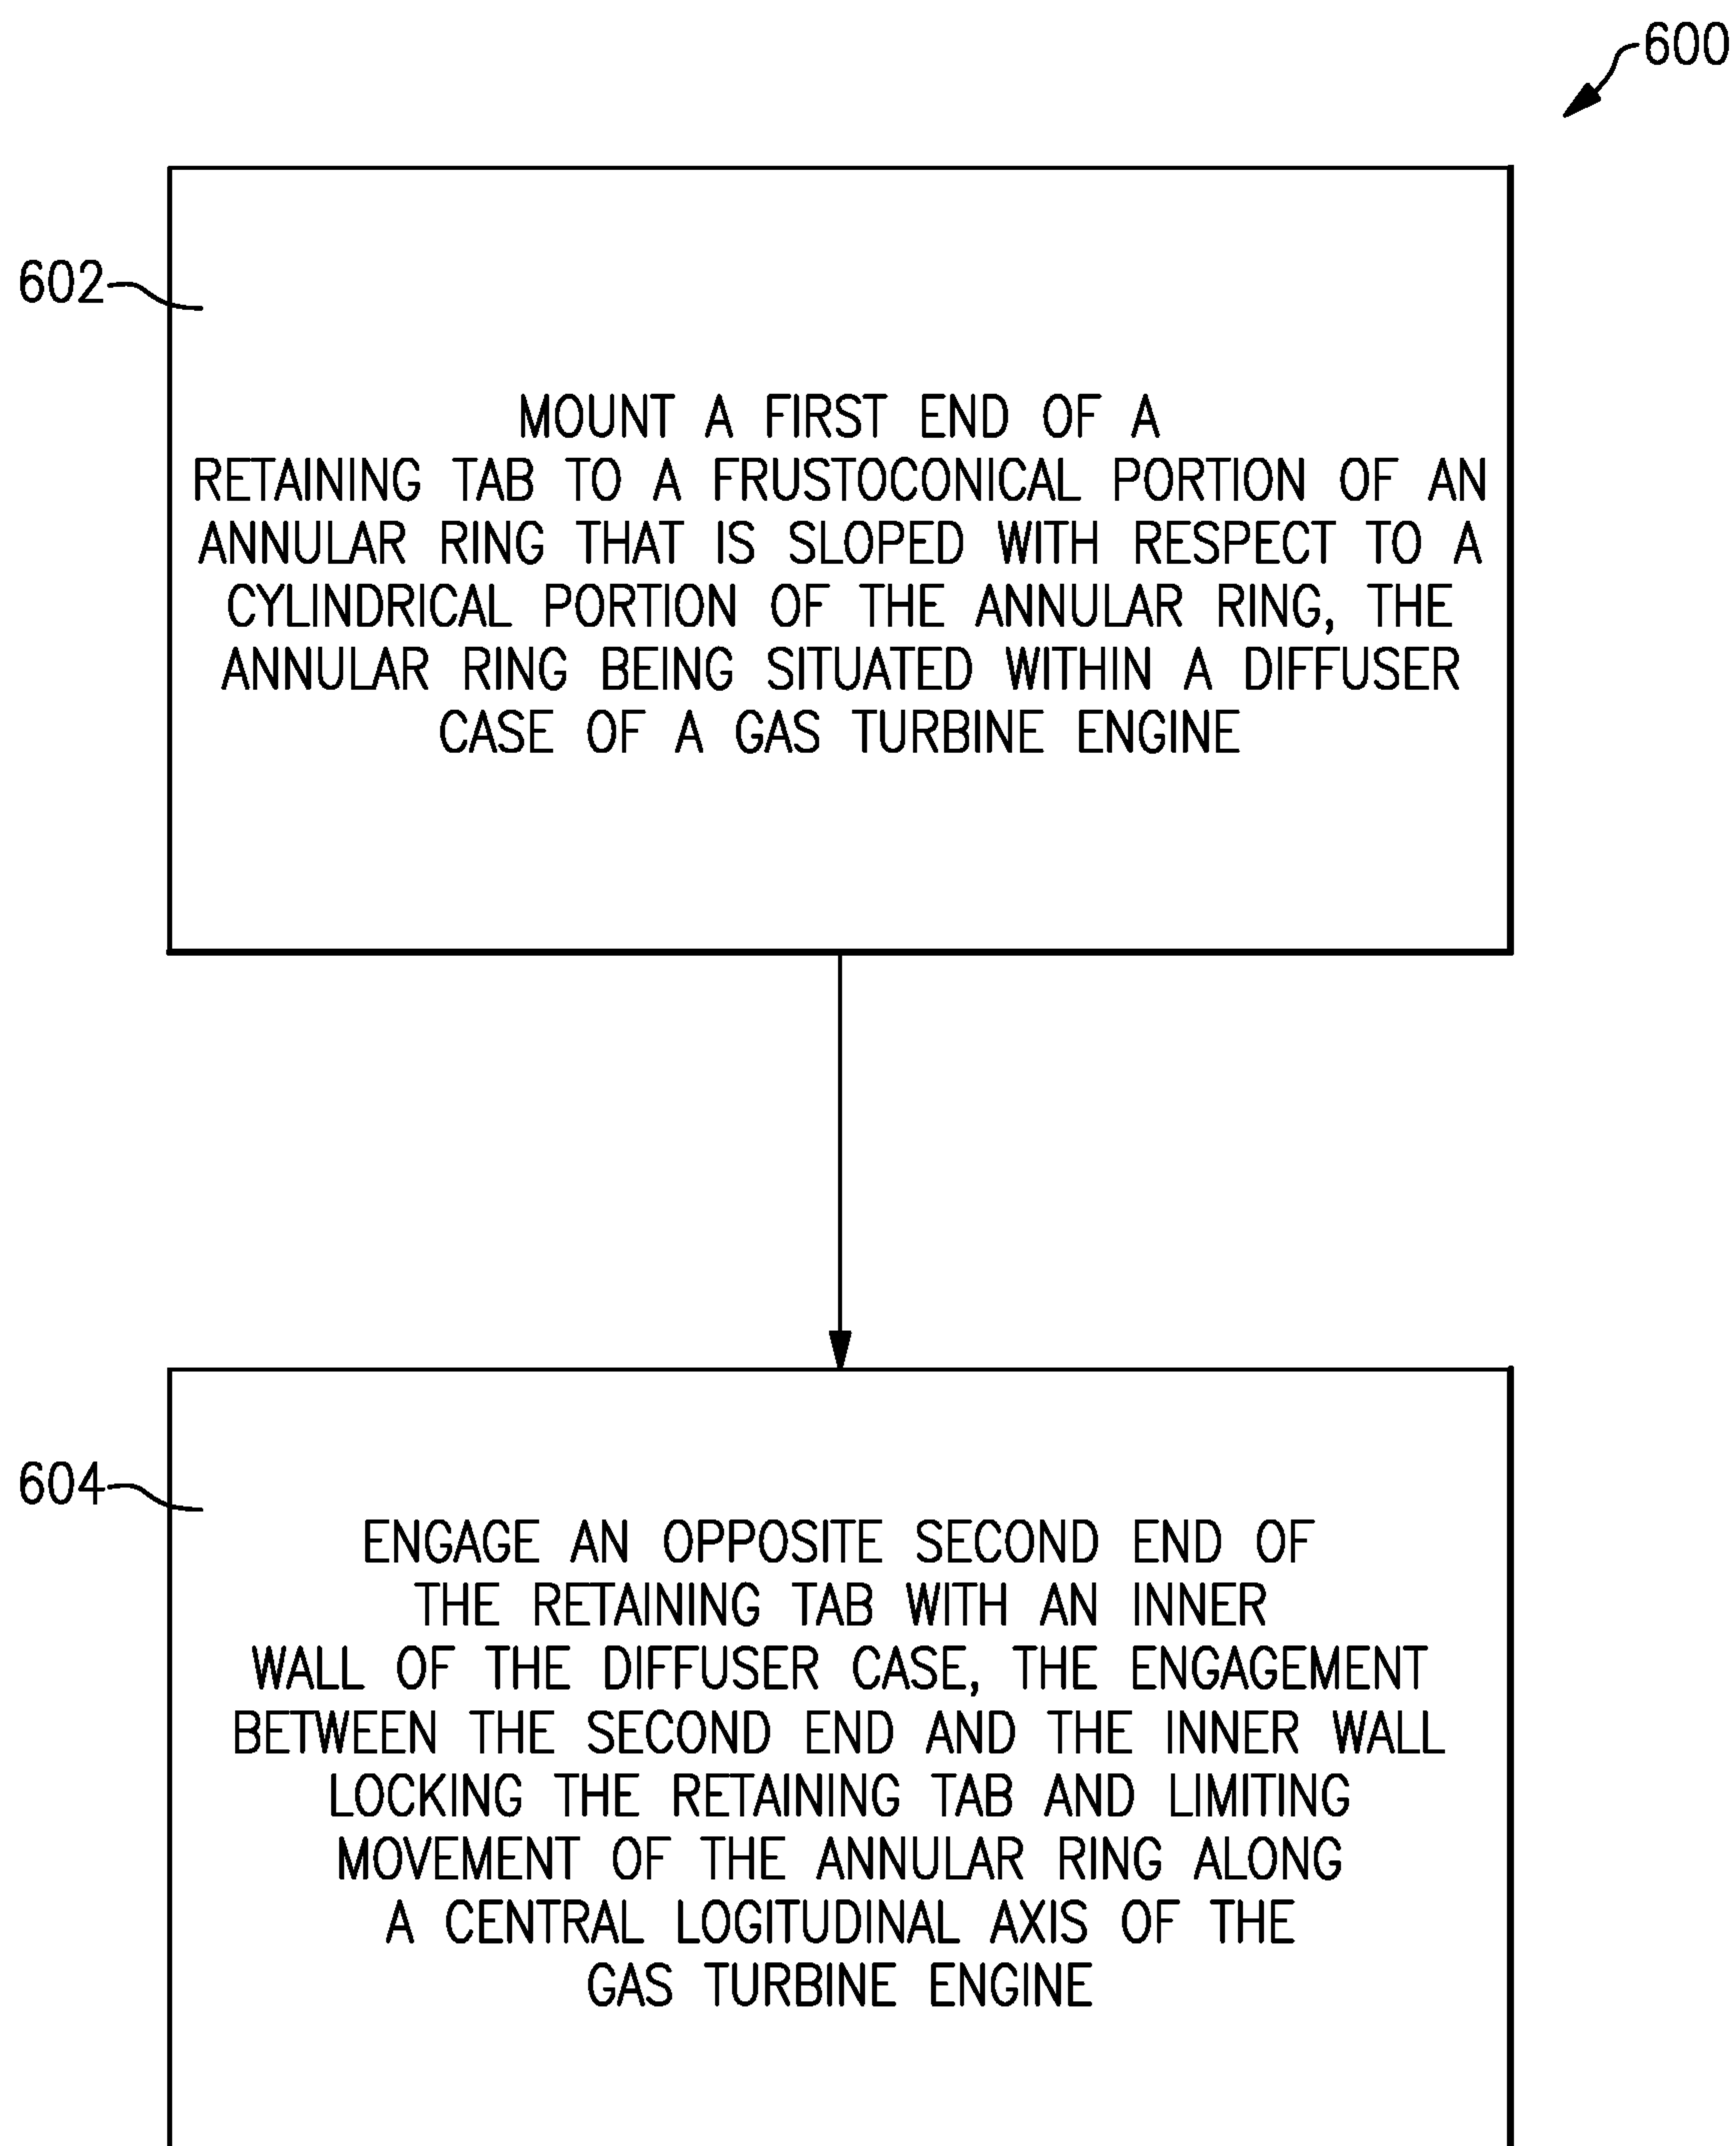 600
602
MOUNT A FIRST END OF A
RETAINING TAB TO A FRUSTOCONICAL PORTION OF AN
ANNULAR RING THAT IS SLOPED WITH RESPECT TO A
CYLINDRICAL PORTION OF THE ANNULAR RING, THE
ANNULAR RING BEING SITUATED WITHIN A DIFFUSER
CASE OF A GAS TURBINE ENGINE
604
ENGAGE AN OPPOSITE SECOND END OF
THE RETAINING TAB WITH AN INNER
WALL OF THE DIFFUSER CASE, THE ENGAGEMENT
BETWEEN THE SECOND END AND THE INNER WALL
LOCKING THE RETAINING TAB AND LIMITING
MOVEMENT OF THE ANNULAR RING ALONG
A CENTRAL LOGITUDINAL AXIS OF THE
GAS TURBINE ENGINE